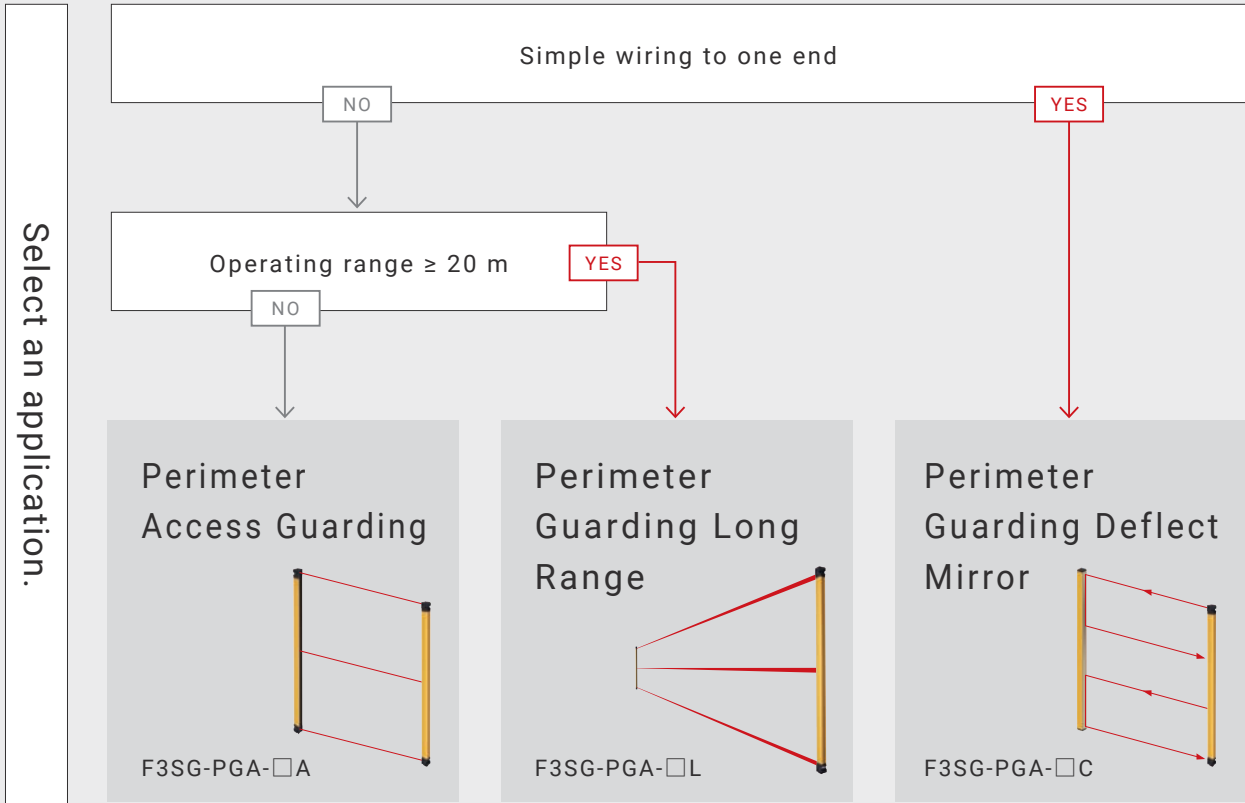 Select an application.
Simple wiring to one end
NO
YES
Operating range ≥ 20 m
YES
NO
Perimeter
Access Guarding
F3SG-PGA-□A
Perimeter
Guarding Long
Range
F3SG-PGA-□L
Perimeter
Guarding Deflect
Mirror
F3SG-PGA-□C